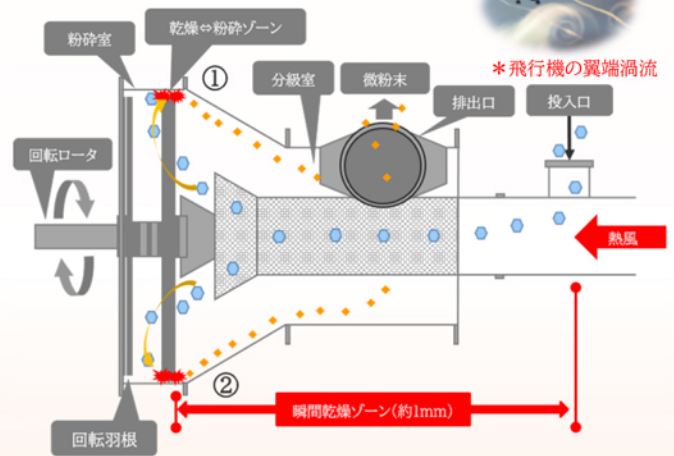 粉砕室
乾燥⇔粉砕ゾーン
①
分級室
微粉末
排出口
*飛行機の翼端渦流
投入口
回転ロータ
熱風
②
瞬間乾燥ゾーン(約1mm)
回転羽根